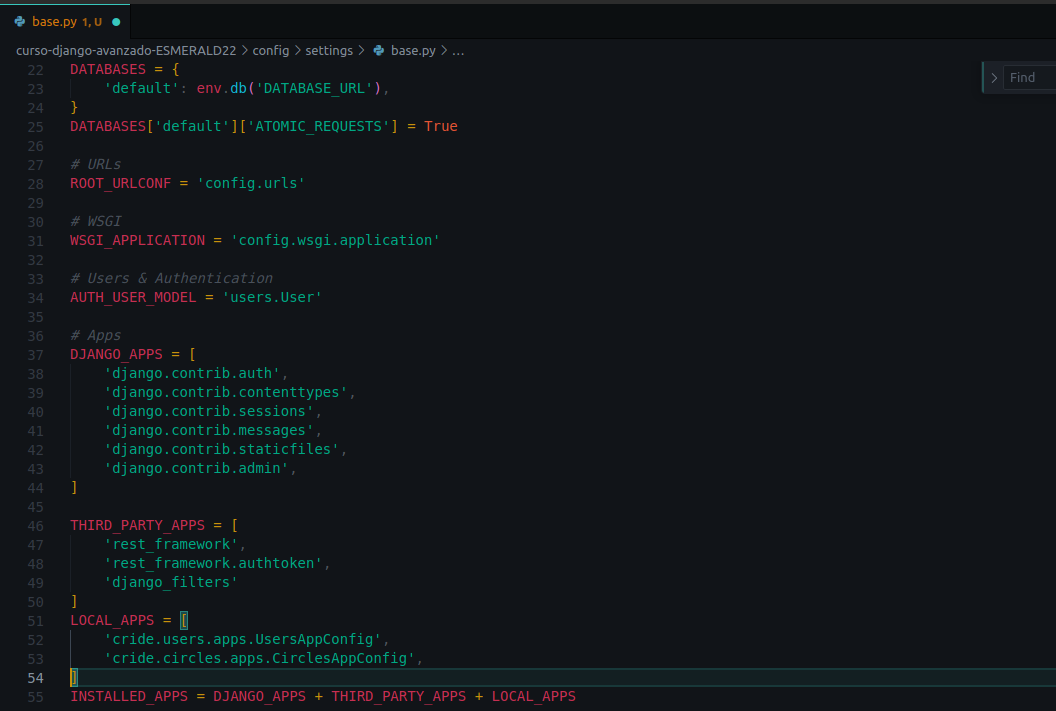 base.py 1, U
curso-django-avanzado-ESMERALD22 > config > settings > base.py > ...
22 DATABASES = {
23     'default': env.db('DATABASE_URL'),
24 }
25 DATABASES['default']['ATOMIC_REQUESTS'] = True
26
27 # URLs
28 ROOT_URLCONF = 'config.urls'
29
30 # WSGI
31 WSGI_APPLICATION = 'config.wsgi.application'
32
33 # Users & Authentication
34 AUTH_USER_MODEL = 'users.User'
35
36 # Apps
37 DJANGO_APPS = [
38     'django.contrib.auth',
39     'django.contrib.contenttypes',
40     'django.contrib.sessions',
41     'django.contrib.messages',
42     'django.contrib.staticfiles',
43     'django.contrib.admin',
44 ]
45
46 THIRD_PARTY_APPS = [
47     'rest_framework',
48     'rest_framework.authtoken',
49     'django_filters'
50 ]
51 LOCAL_APPS = [
52     'cride.users.apps.UsersAppConfig',
53     'cride.circles.apps.CirclesAppConfig',
54 ]
55 INSTALLED_APPS = DJANGO_APPS + THIRD_PARTY_APPS + LOCAL_APPS
> Find